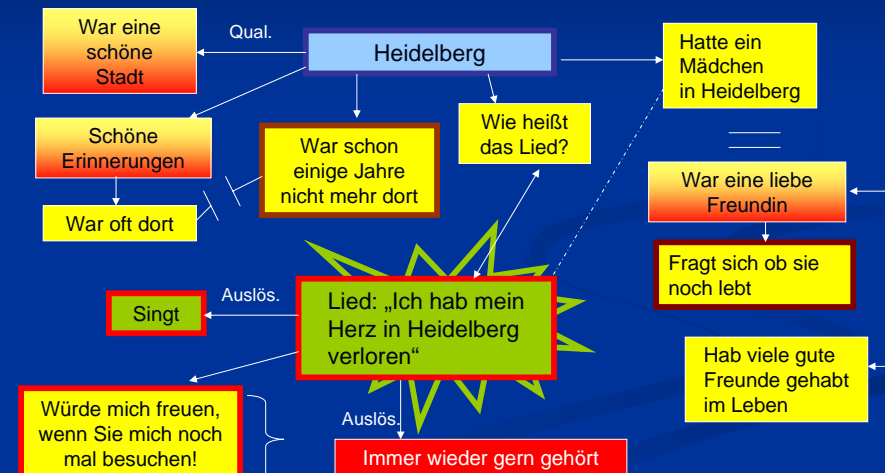 War eine
schöne
Stadt
Qual.
Heidelberg
Hatte ein
Mädchen
in Heidelberg
Schöne
Erinnerungen
War schon
einige Jahre
nicht mehr dort
Wie heißt
das Lied?
War oft dort
War eine liebe
Freundin
Fragt sich ob sie
noch lebt
Singt
Auslös.
Lied: „Ich hab mein
Herz in Heidelberg
verloren“
Hab viele gute
Freunde gehabt
im Leben
Würde mich freuen,
wenn Sie mich noch
mal besuchen!
Auslös.
Immer wieder gern gehört